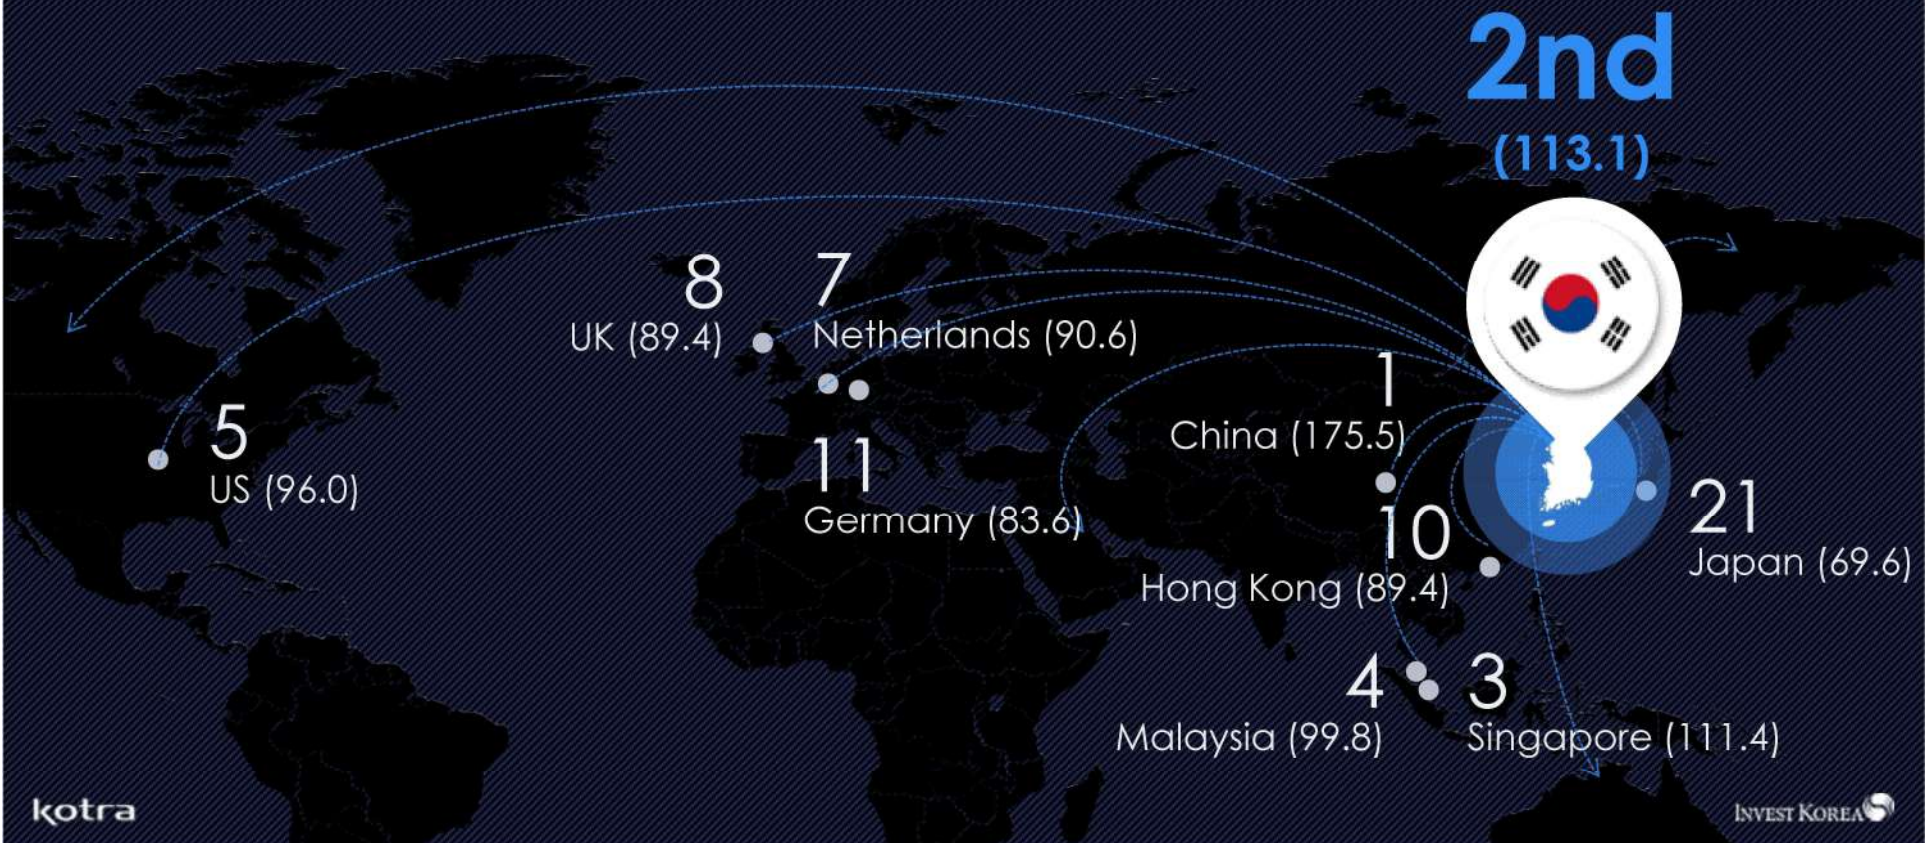 2nd
(113.1)
8
UK (89.4)
7
Netherlands (90.6)
1
China (175.5)
5
US (96.0)
11
Germany (83.6)
10
Hong Kong (89.4)
21
Japan (69.6)
4
Malaysia (99.8)
3
Singapore (111.4)
kotra
INVEST KOREA